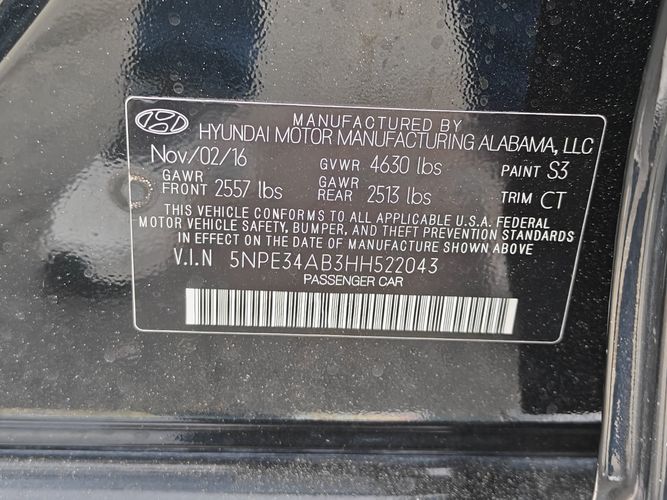 MANUFACTURED BY
HYUNDAI MOTOR MANUFACTURING ALABAMA, LLC
Nov/02/16 GVWR 4630 lbs PAINT S3
GAWR FRONT 2557 lbs GAWR REAR 2513 lbs TRIM CT
THIS VEHICLE CONFORMS TO ALL APPLICABLE U.S.A. FEDERAL
MOTOR VEHICLE SAFETY, BUMPER, AND THEFT PREVENTION STANDARDS
IN EFFECT ON THE DATE OF MANUFACTURE SHOWN ABOVE
V.I.N 5NPE34AB3HH522043
PASSENGER CAR